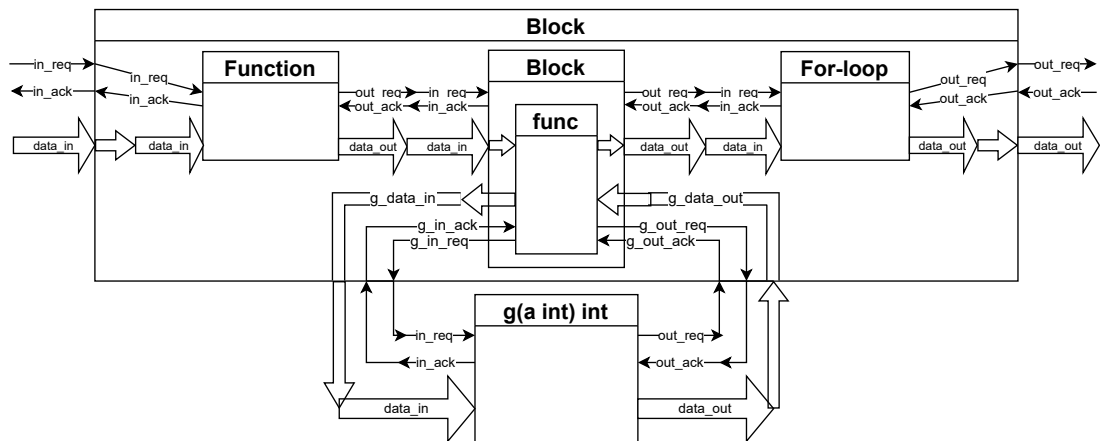 Block
in_req
in_req
in_ack
in_ack
data_in
data_in
Function
out_req
in_req
out_ack
in_ack
data_out
data_in
Block
func
out_req
in_req
out_ack
in_ack
data_out
data_in
For-loop
out_req
out_req
out_ack
out_ack
data_out
data_out
g_data_in
g_data_out
g_in_ack
g_out_req
g_in_req
g_out_ack
g(a int) int
in_req
out_req
in_ack
out_ack
data_in
data_out